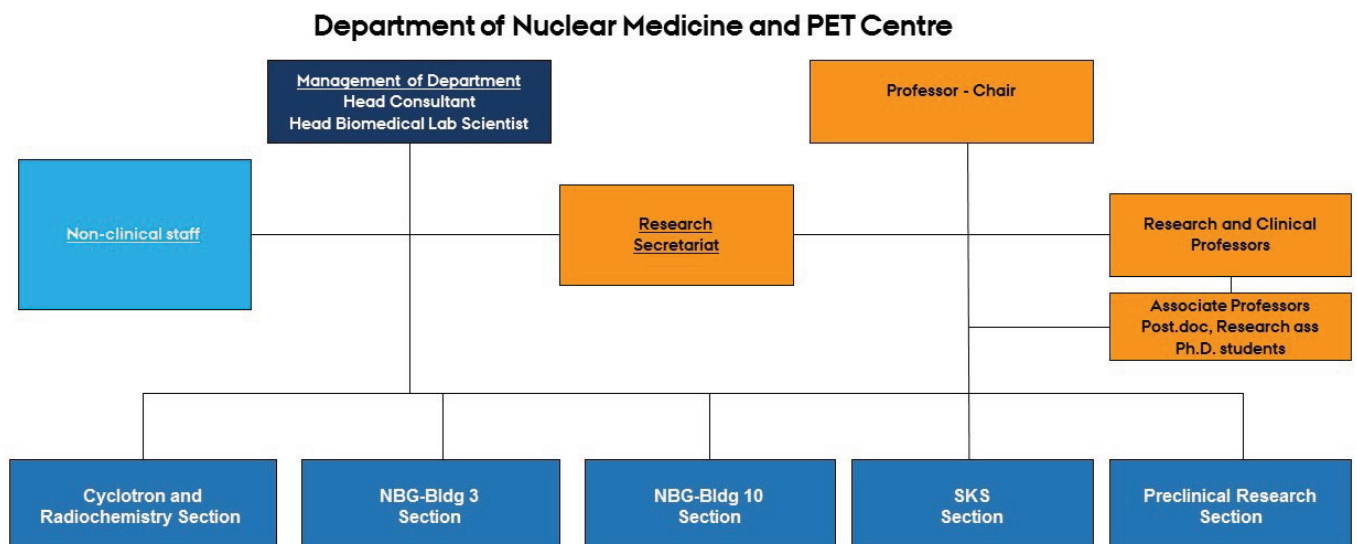 Department of Nuclear Medicine and PET Centre
Management of Department
Head Consultant
Head Biomedical Lab Scientist
Professor - Chair
Non-clinical staff
Research
Secretariat
Research and Clinical
Professors
Associate Professors
Post.doc, Research ass
Ph.D. students
Cyclotron and
Radiochemistry Section
NBG-Bldg 3
Section
NBG-Bldg 10
Section
SKS
Section
Preclinical Research
Section